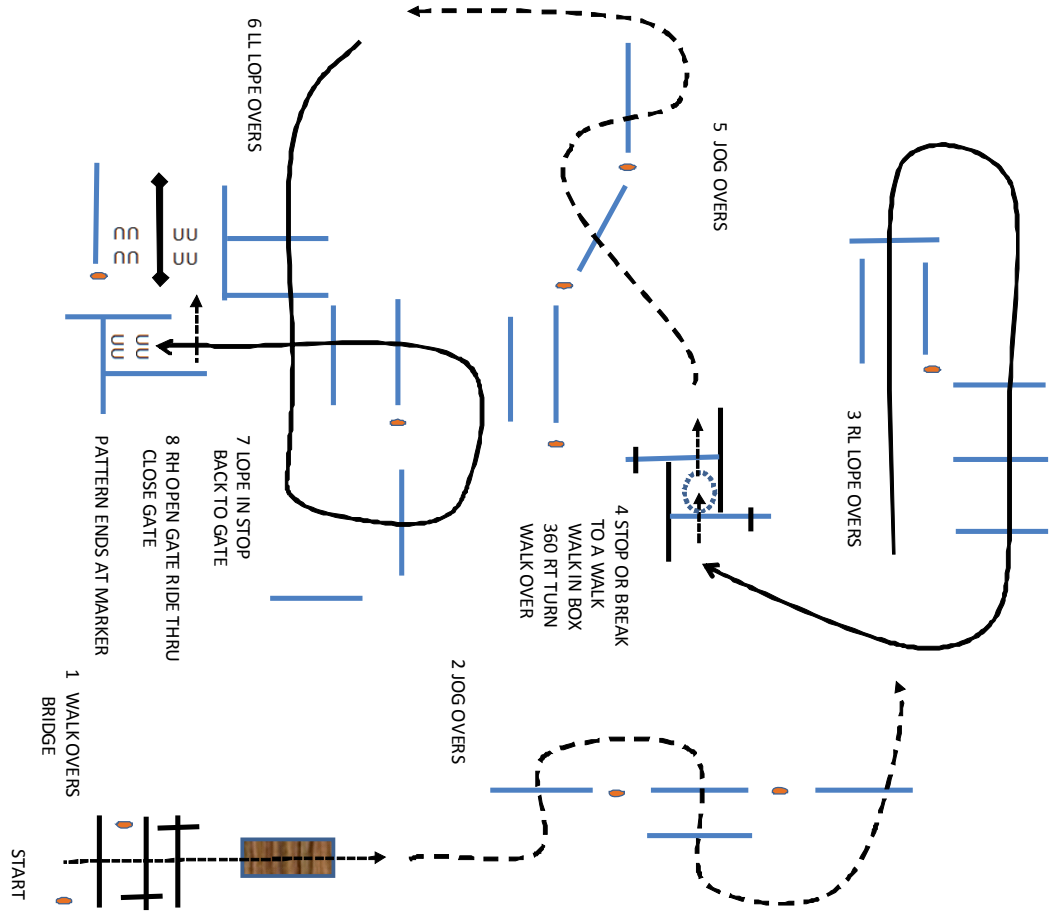 START
1 WALKOVERS
BRIDGE
2 JOG OVERS
3 RL LOPE OVERS
4 STOP OR BREAK
TO A WALK
WALK IN BOX
360 RT TURN
WALK OVER
5 JOG OVERS
6 LL LOPE OVERS
7 LOPE IN STOP
BACK TO GATE
8 RH OPEN GATE RIDE THRU
CLOSE GATE
PATTERN ENDS AT MARKER